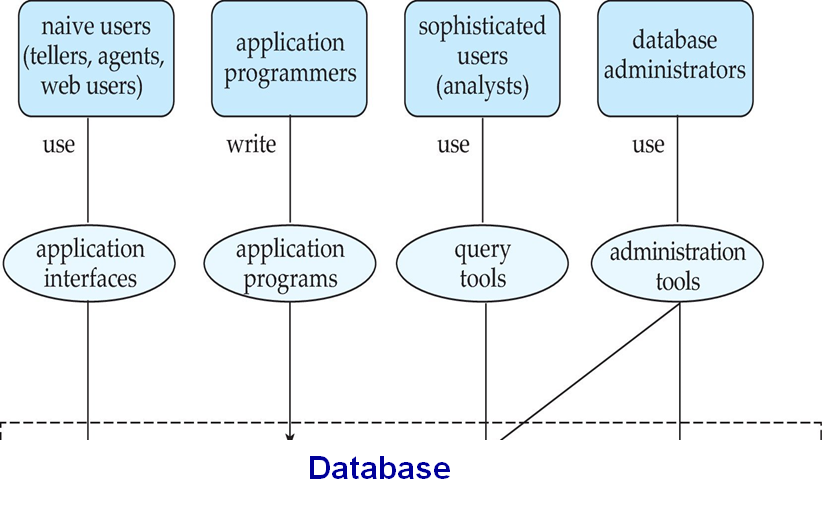 naive users
(tellers, agents,
web users)
application
programmers
sophisticated
users
(analysts)
database
administrators
use
write
use
use
application
interfaces
application
programs
query
tools
administration
tools
Database